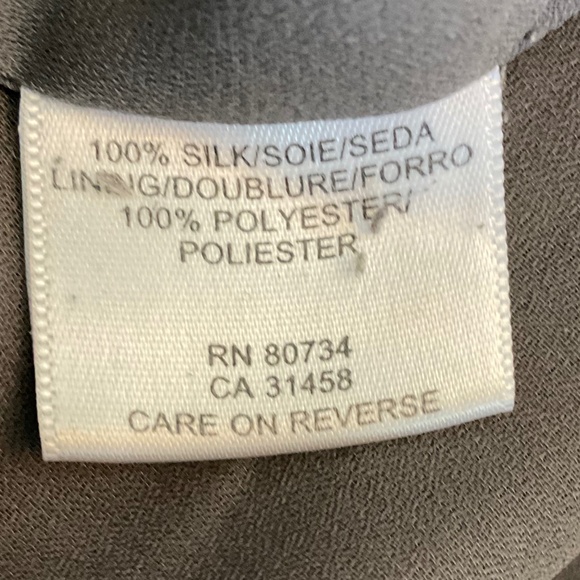 100% SILK/SOIE/SEDA
LINING/DOUBLURE/FORRO
100% POLYESTER/
POLIESTER
RN 80734
CA 31458
CARE ON REVERSE